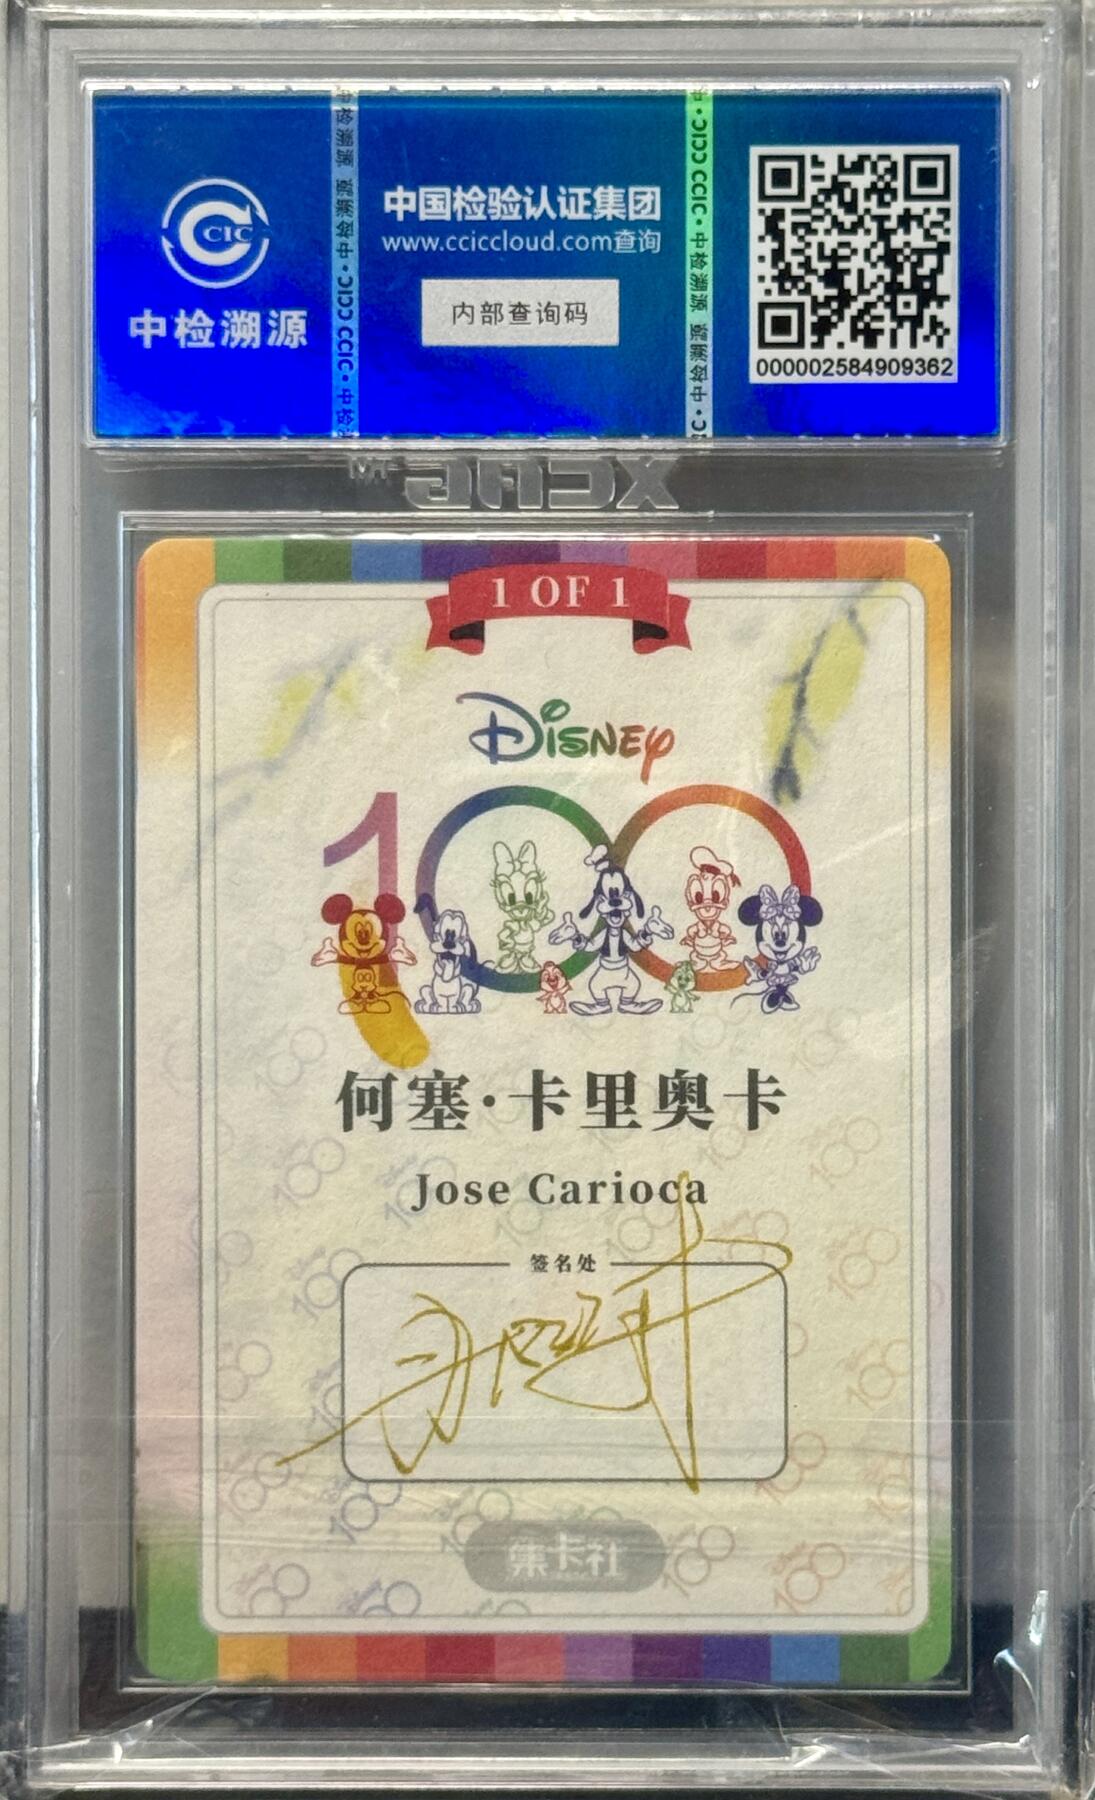 CCIC
中检溯源
中国检验认证集团
www.cciccloud.com查询
内部查询码
0000002584909362
1 OF 1
Disney
100
何塞·卡里奥卡
Jose Carioca
签名处
集卡社